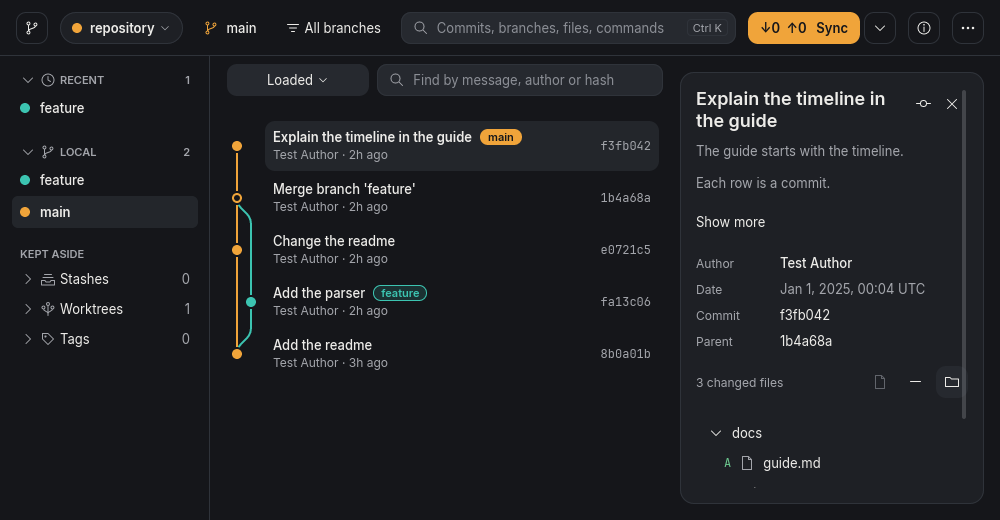 repository
main
All branches
Commits, branches, files, commands
Ctrl K
↓0 ↑0 Sync
RECENT 1
feature
LOCAL 2
feature
main
KEPT ASIDE
Stashes 0
Worktrees 1
Tags 0
Loaded
Find by message, author or hash
Explain the timeline in the guide main
Test Author · 2h ago
f3fb042
Merge branch 'feature'
Test Author · 2h ago
1b4a68a
Change the readme
Test Author · 2h ago
e0721c5
Add the parser feature
Test Author · 2h ago
fa13c06
Add the readme
Test Author · 3h ago
8b0a01b
Explain the timeline in
the guide
The guide starts with the timeline.
Each row is a commit.
Show more
Author Test Author
Date Jan 1, 2025, 00:04 UTC
Commit f3fb042
Parent 1b4a68a
3 changed files
docs
A guide.md